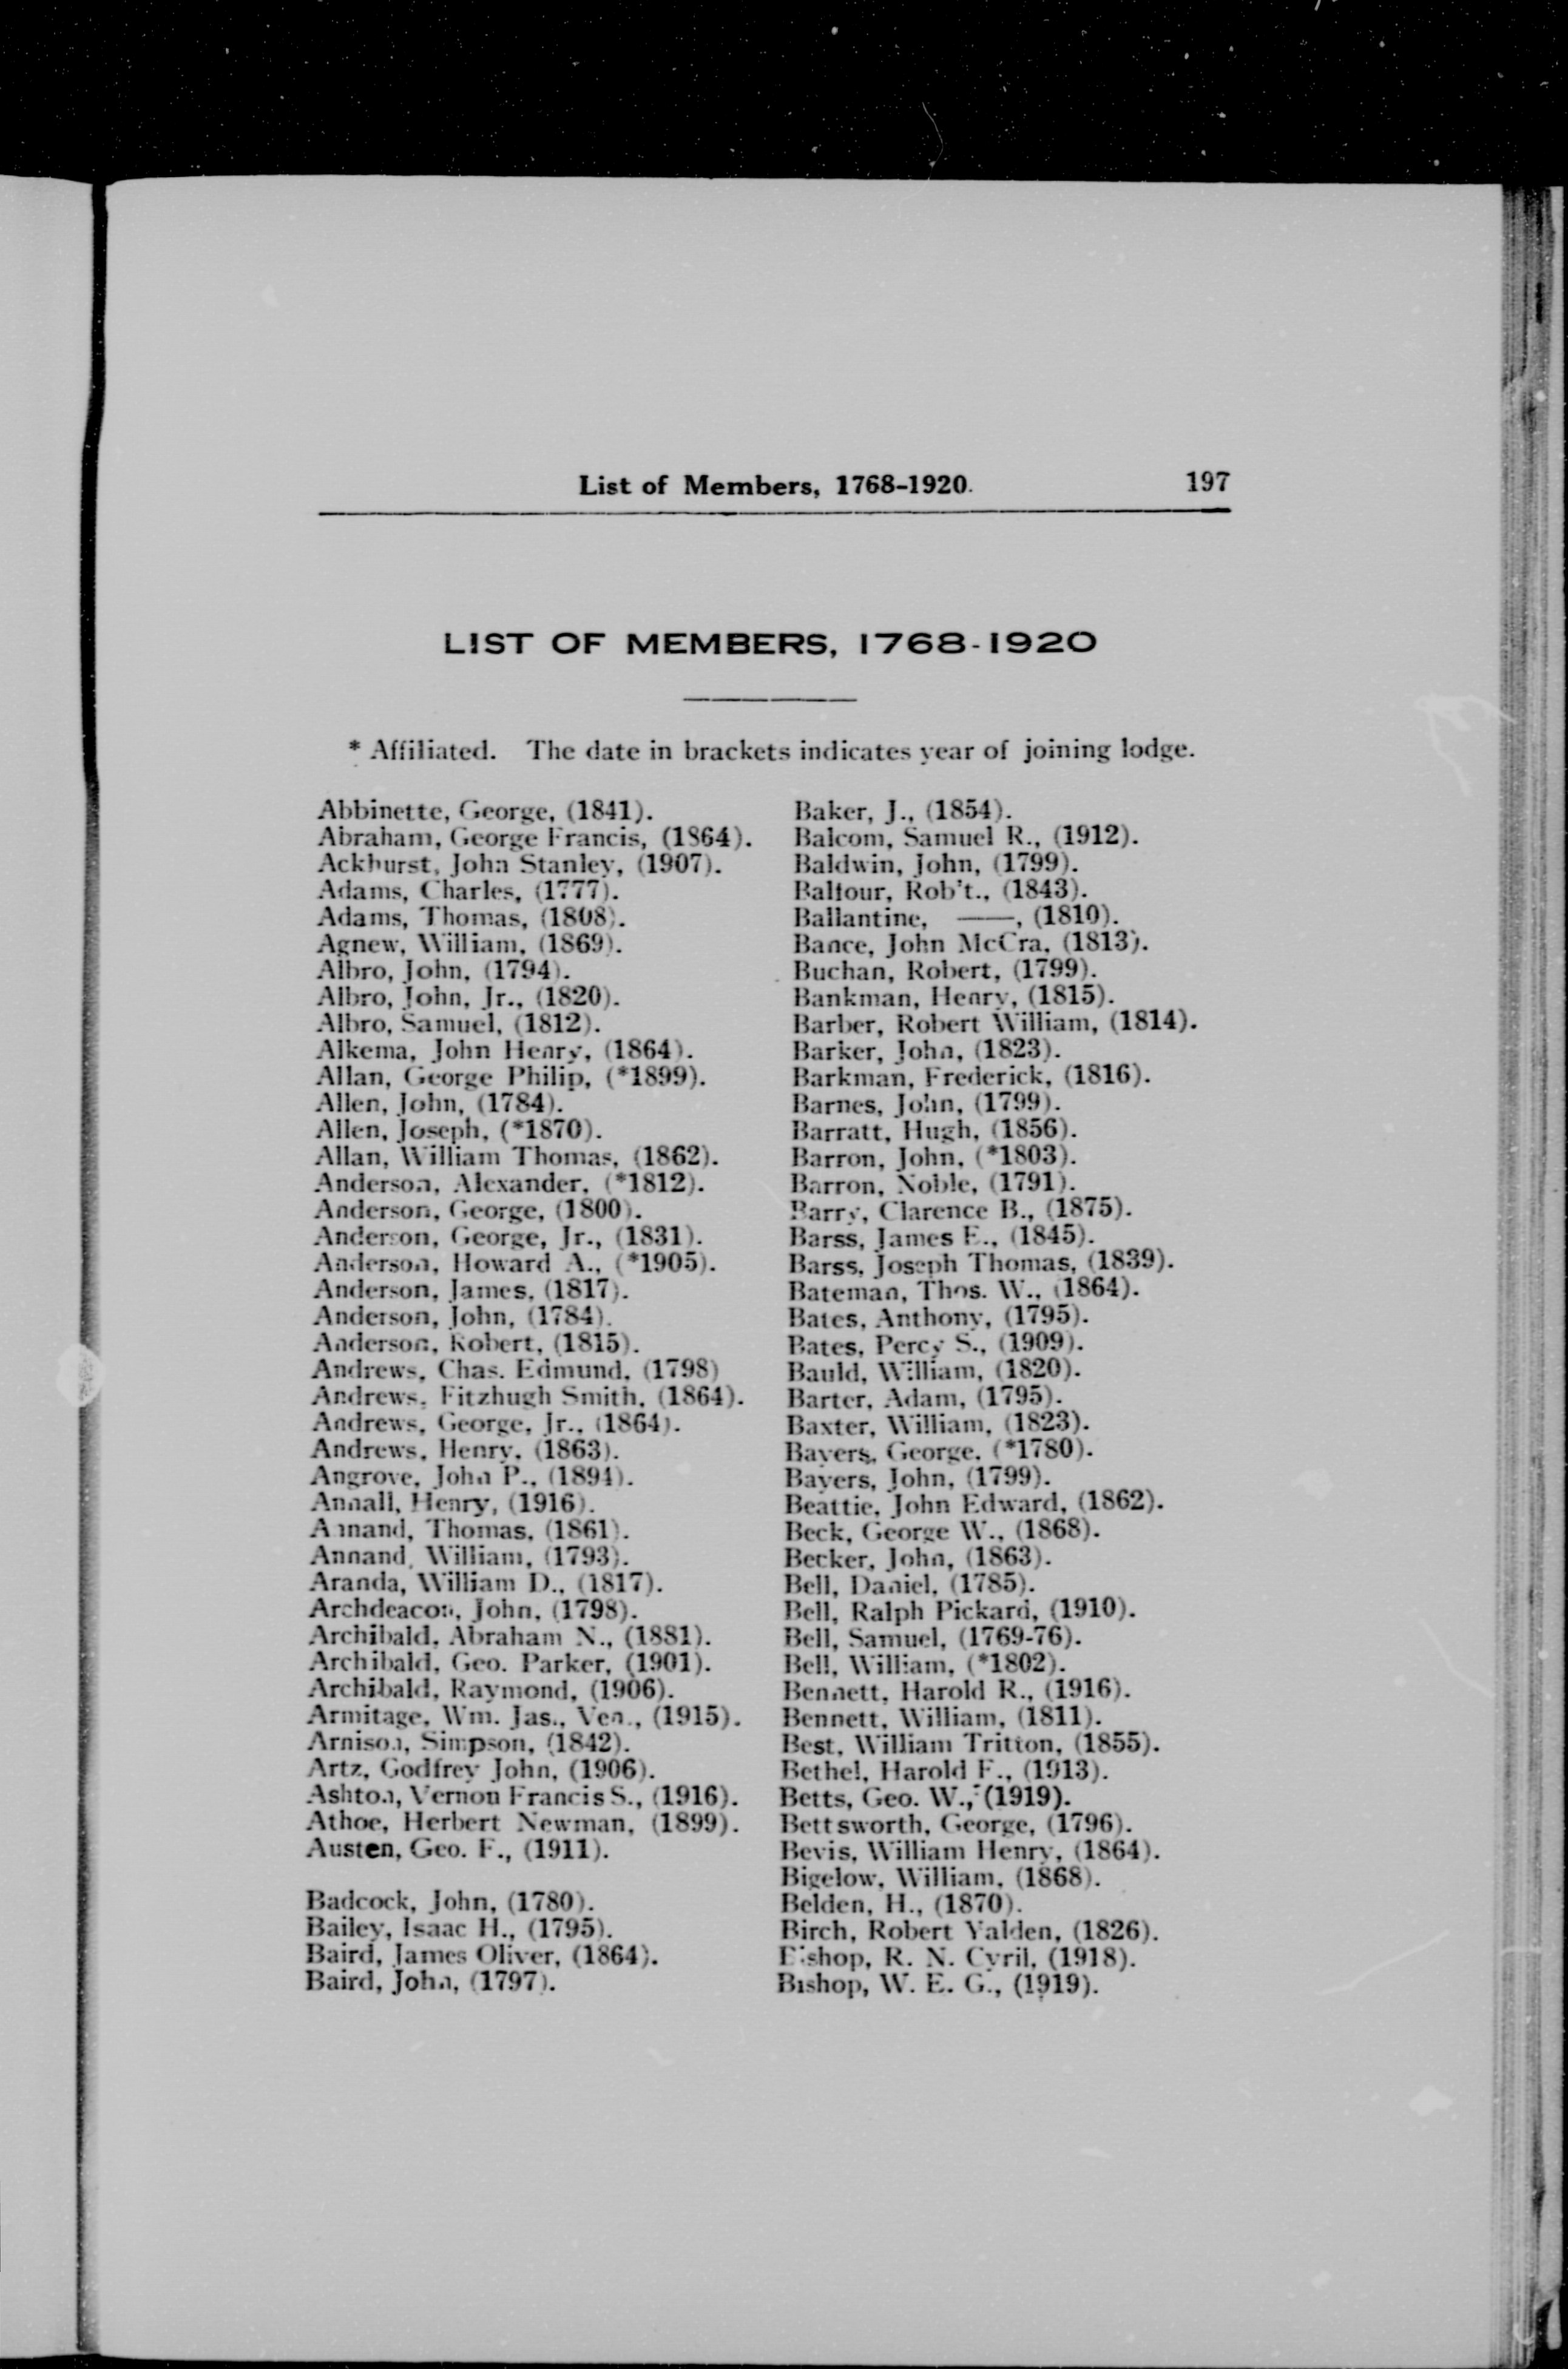 List of Members, 1768-1920. 197
LIST OF MEMBERS, 1768-1920
* Affiliated. The date in brackets indicates year of joining lodge.
Abbinette, George, (1841).
Abraham, George Francis, (1864).
Ackhurst, John Stanley, (1907).
Adams, Charles, (1777).
Adams, Thomas, (1808).
Agnew, William, (1869).
Albro, John, (1794).
Albro, John, Jr., (1820).
Albro, Samuel, (1812).
Alkema, John Henry, (1864).
Allan, George Philip, (*1899).
Allen, John, (1784).
Allen, Joseph, (*1870).
Allan, William Thomas, (1862).
Anderson, Alexander, (*1812).
Anderson, George, (1800).
Anderson, George, Jr., (1831).
Anderson, Howard A., (*1905).
Anderson, James, (1817).
Anderson, John, (1784).
Anderson, Robert, (1815).
Andrews, Chas. Edmund, (1798)
Andrews, Fitzhugh Smith, (1864).
Andrews, George, Jr., (1864).
Andrews, Henry, (1863).
Angrove, John P., (1894).
Annall, Henry, (1916).
Annand, Thomas, (1861).
Annand, William, (1793).
Aranda, William D., (1817).
Archdeacon, John, (1798).
Archibald, Abraham N., (1881).
Archibald, Geo. Parker, (1901).
Archibald, Raymond, (1906).
Armitage, Wm. Jas., Ven., (1915).
Arnison, Simpson, (1842).
Artz, Godfrey John, (1906).
Ashton, Vernon Francis S., (1916).
Athoe, Herbert Newman, (1899).
Austen, Geo. F., (1911).
Badcock, John, (1780).
Bailey, Isaac H., (1795).
Baird, James Oliver, (1864).
Baird, John, (1797).
Baker, J., (1854).
Balcom, Samuel R., (1912).
Baldwin, John, (1799).
Balfour, Rob't., (1843).
Ballantine, ——, (1810).
Bance, John McCra, (1813).
Buchan, Robert, (1799).
Bankman, Henry, (1815).
Barber, Robert William, (1814).
Barker, John, (1823).
Barkman, Frederick, (1816).
Barnes, John, (1799).
Barratt, Hugh, (1856).
Barron, John, (*1803).
Barron, Noble, (1791).
Barry, Clarence B., (1875).
Barss, James E., (1845).
Barss, Joseph Thomas, (1839).
Bateman, Thos. W., (1864).
Bates, Anthony, (1795).
Bates, Percy S., (1909).
Bauld, William, (1820).
Barter, Adam, (1795).
Baxter, William, (1823).
Bayers, George, (*1780).
Bayers, John, (1799).
Beattie, John Edward, (1862).
Beck, George W., (1868).
Becker, John, (1863).
Bell, Daniel, (1785).
Bell, Ralph Pickard, (1910).
Bell, Samuel, (1769-76).
Bell, William, (*1802).
Bennett, Harold R., (1916).
Bennett, William, (1811).
Best, William Tritton, (1855).
Bethel, Harold F., (1913).
Betts, Geo. W., (1919).
Bettsworth, George, (1796).
Bevis, William Henry, (1864).
Bigelow, William, (1868).
Belden, H., (1870).
Birch, Robert Yalden, (1826).
Bishop, R. N. Cyril, (1918).
Bishop, W. E. G., (1919).